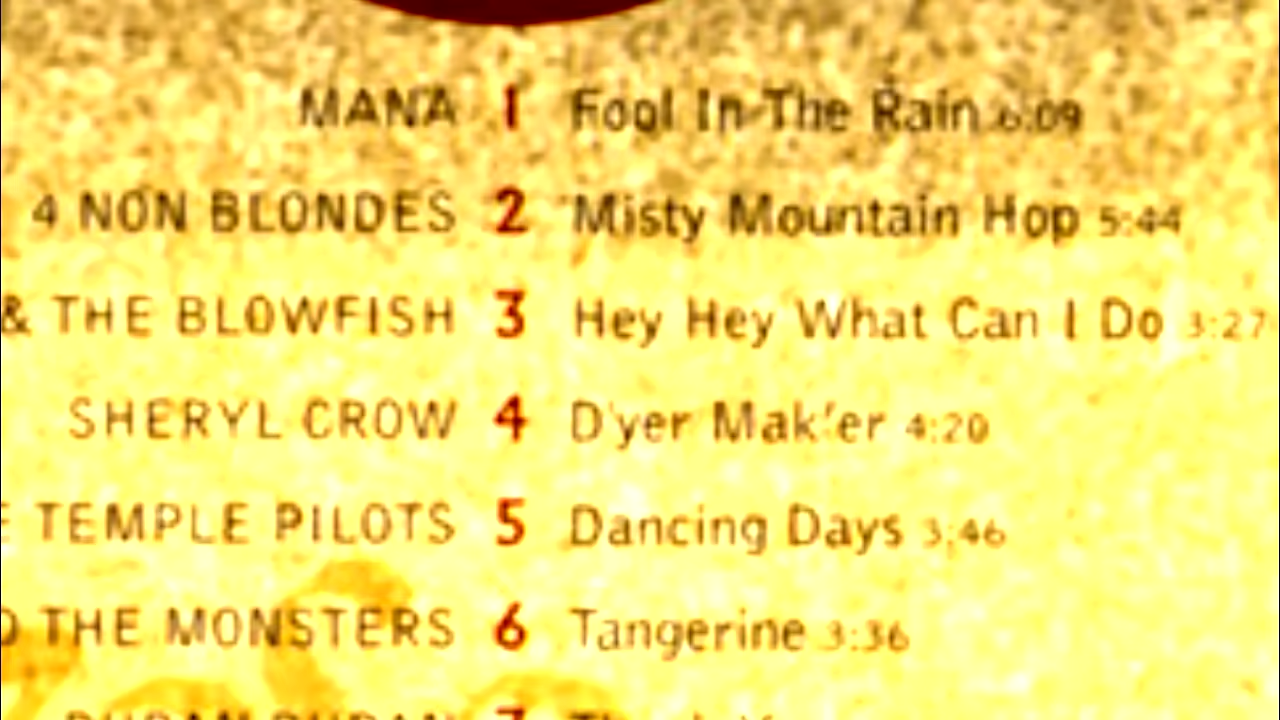 MANA 1 Fool In The Rain 6:09
4 NON BLONDES 2 Misty Mountain Hop 5:44
& THE BLOWFISH 3 Hey Hey What Can I Do 3:27
SHERYL CROW 4 D'yer Mak'er 4:20
E TEMPLE PILOTS 5 Dancing Days 3:46
THE MONSTERS 6 Tangerine 3:36